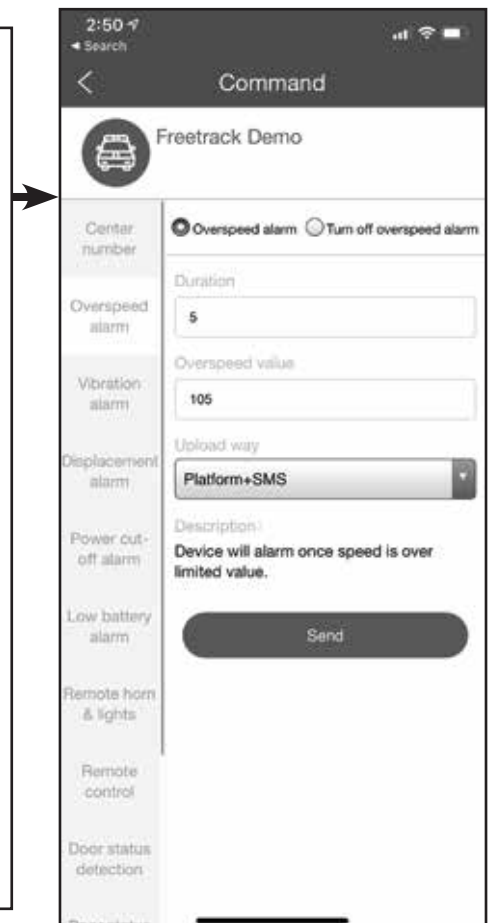 2:50
◄ Search
Command
Freetrack Demo
Center
number
Overspeed
alarm
Vibration
alarm
Displacement
alarm
Power cut-
off alarm
Low battery
alarm
Remote horn
& lights
Remote
control
Door status
detection
Overspeed alarm Turn off overspeed alarm
Duration
5
Overspeed value
105
Upload way
Platform+SMS
Description:
Device will alarm once speed is over
limited value.
Send